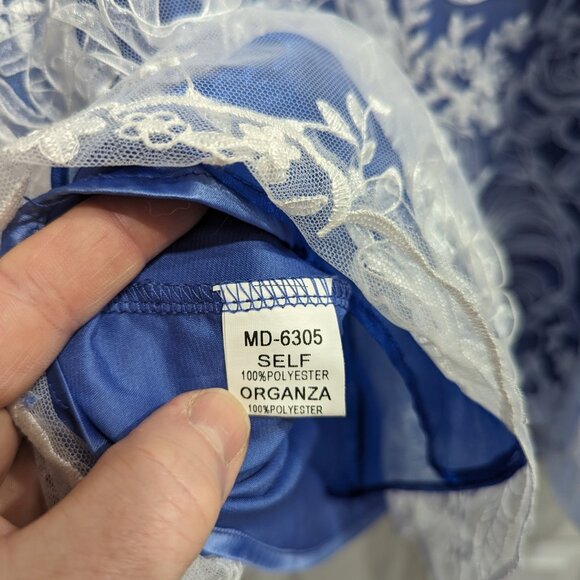 MD-6305
SELF
100%POLYESTER
ORGANZA
100%POLYESTER